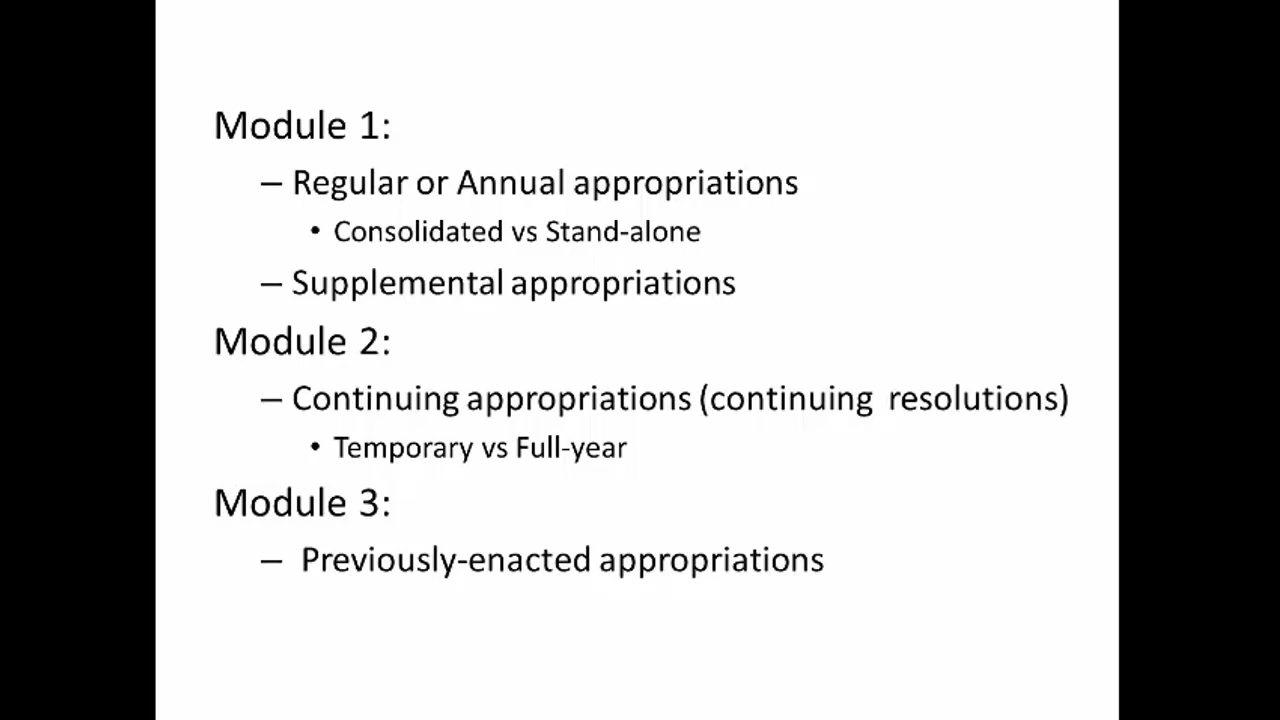 Module 1:
– Regular or Annual appropriations
• Consolidated vs Stand-alone
– Supplemental appropriations
Module 2:
– Continuing appropriations (continuing resolutions)
• Temporary vs Full-year
Module 3:
– Previously-enacted appropriations